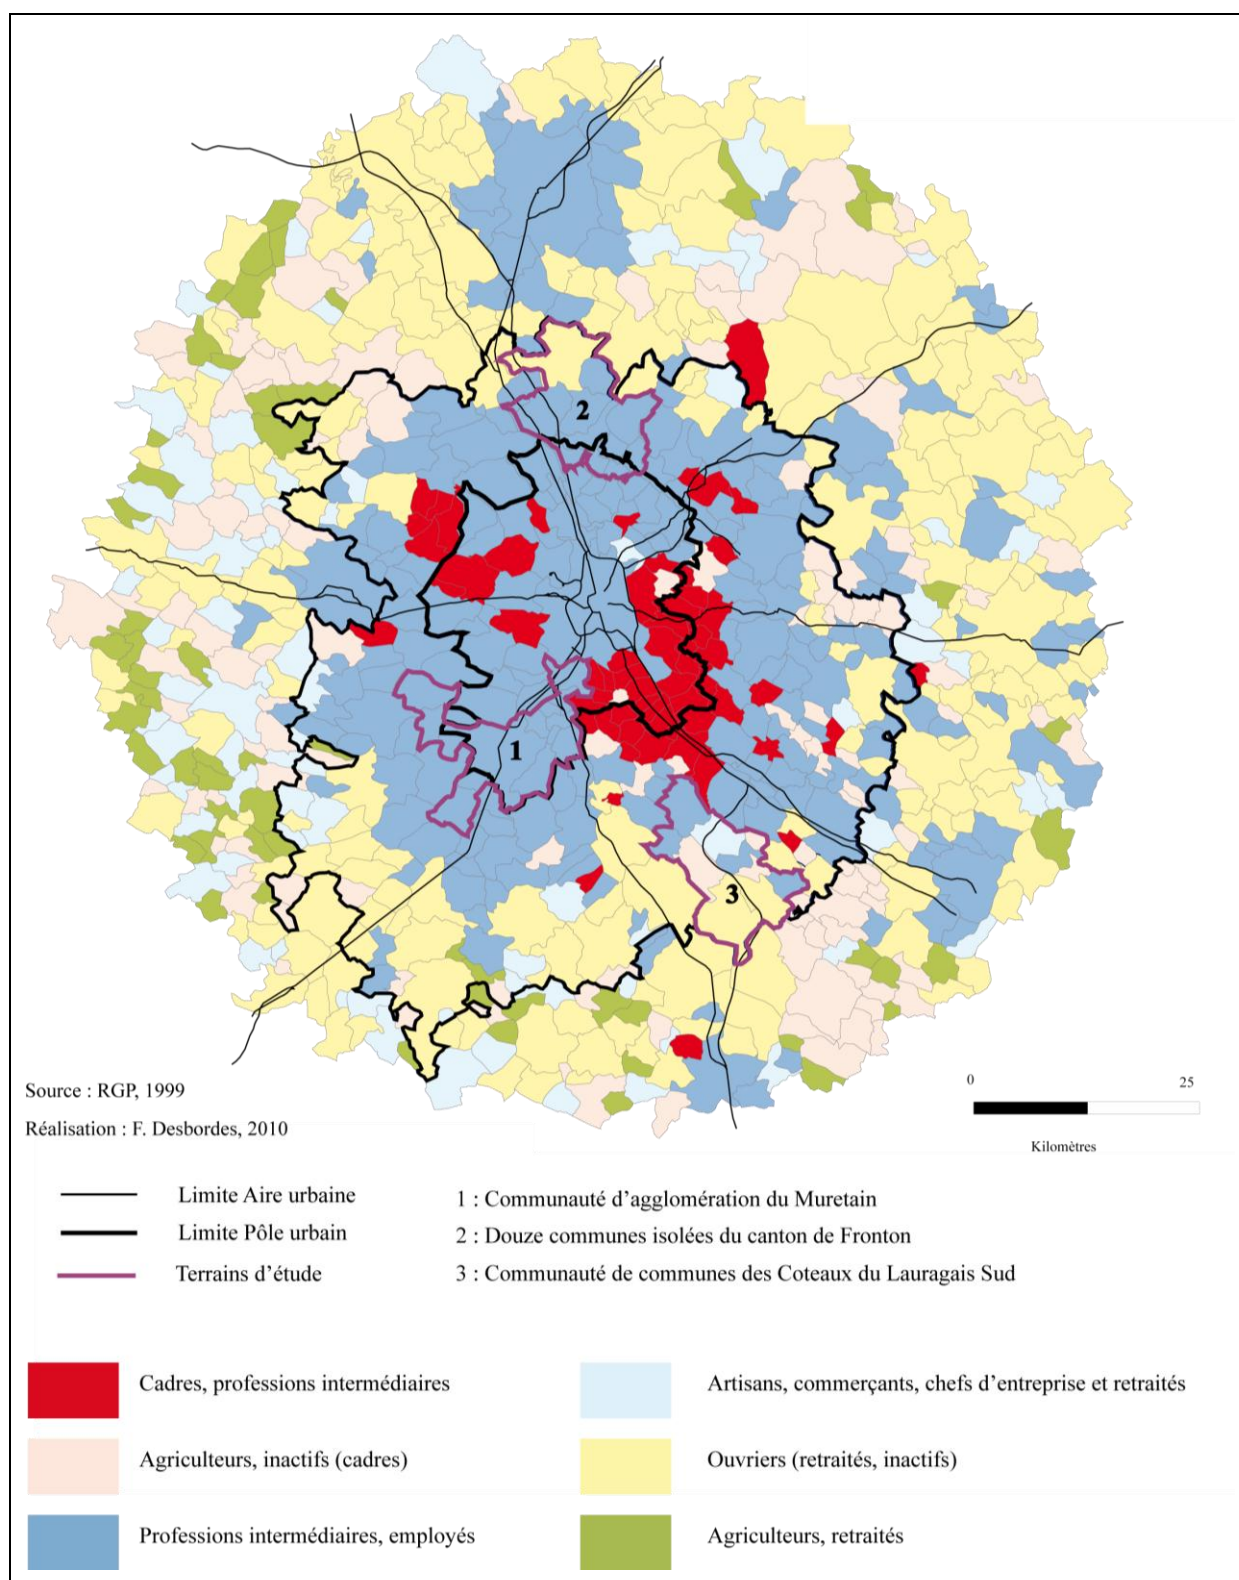 2
1
3
Source : RGP, 1999
Réalisation : F. Desbordes, 2010
0 25
Kilomètres
Limite Aire urbaine
Limite Pôle urbain
Terrains d'étude
1 : Communauté d'agglomération du Muretain
2 : Douze communes isolées du canton de Fronton
3 : Communauté de communes des Coteaux du Lauragais Sud
Cadres, professions intermédiaires
Agriculteurs, inactifs (cadres)
Professions intermédiaires, employés
Artisans, commerçants, chefs d'entreprise et retraités
Ouvriers (retraités, inactifs)
Agriculteurs, retraités